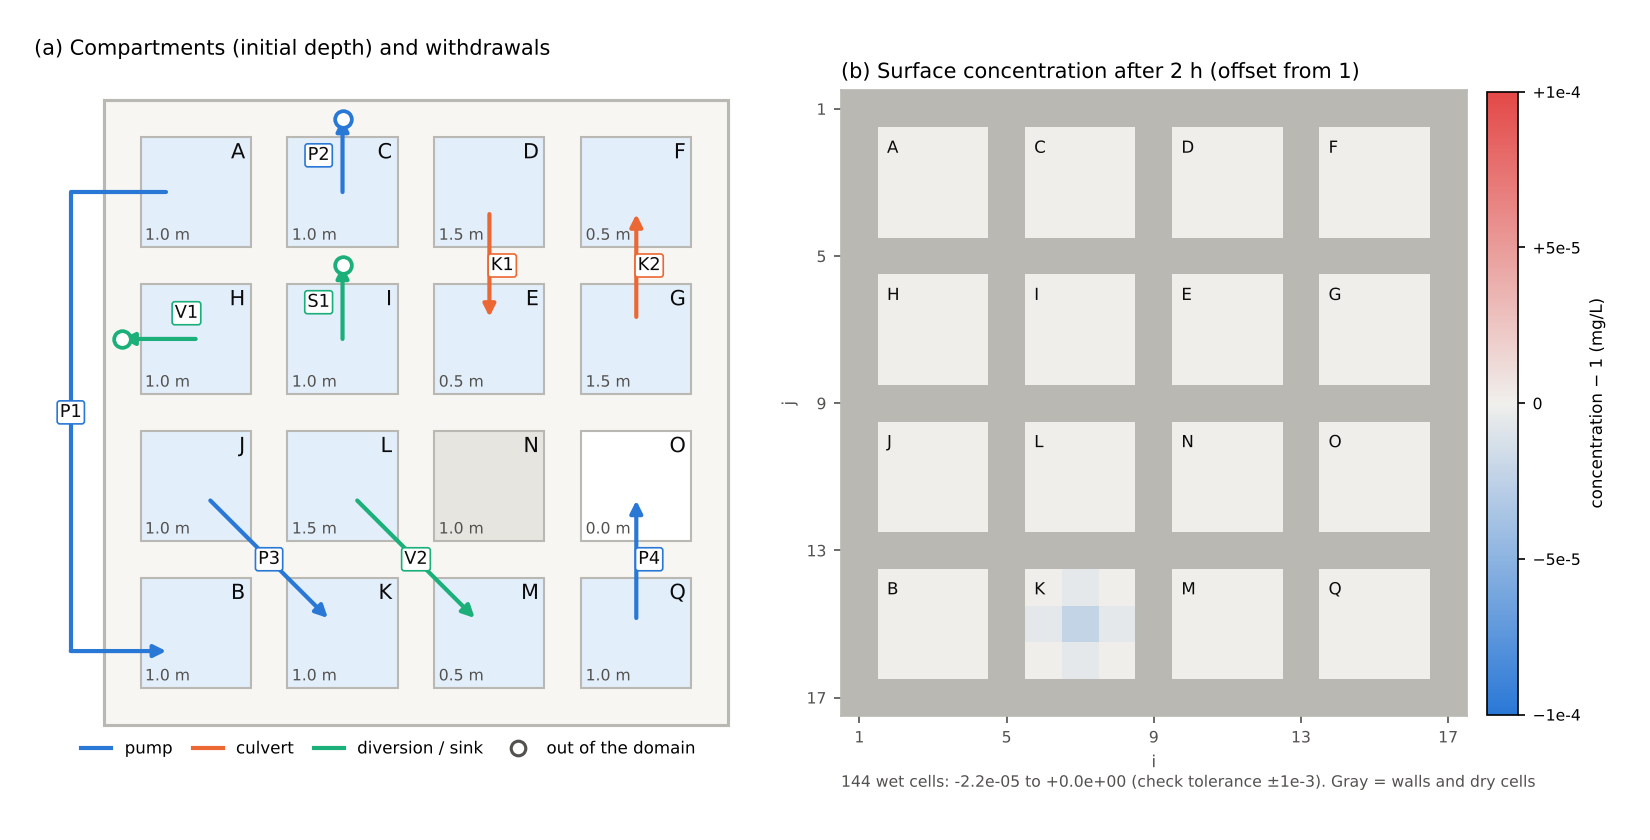 (a) Compartments (initial depth) and withdrawals
A
C
D
F
P2
1.0 m
1.0 m
1.5 m
0.5 m
K1
K2
H
I
E
G
V1
S1
1.0 m
1.0 m
0.5 m
1.5 m
P1
J
L
N
O
1.0 m
1.5 m
1.0 m
0.0 m
P3
V2
P4
B
K
M
Q
1.0 m
1.0 m
0.5 m
1.0 m
pump
culvert
diversion / sink
out of the domain
(b) Surface concentration after 2 h (offset from 1)
1
5
9
13
17
j
A
C
D
F
H
I
E
G
J
L
N
O
B
K
M
Q
1
5
9
13
17
i
+1e-4
+5e-5
0
−5e-5
−1e-4
concentration − 1 (mg/L)
144 wet cells: -2.2e-05 to +0.0e+00 (check tolerance ±1e-3). Gray = walls and dry cells